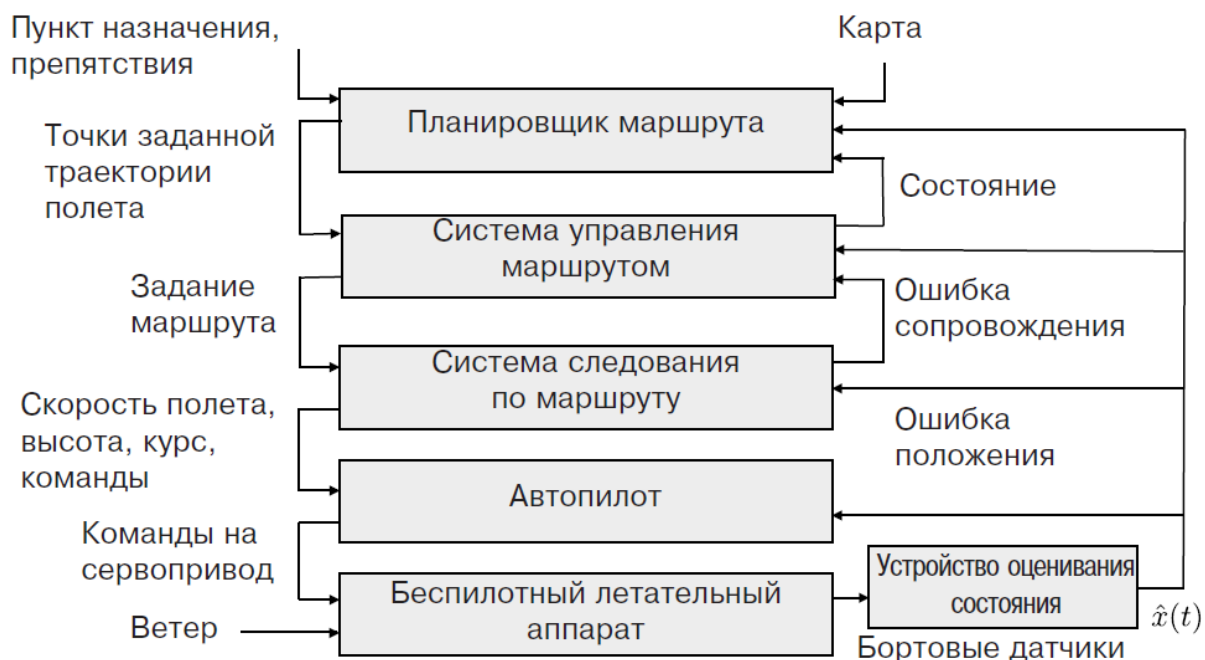 Пункт назначения,
препятствия
Карта
Планировщик маршрута
Точки заданной
траектории
полета
Состояние
Система управления
маршрутом
Задание
маршрута
Ошибка
сопровождения
Система следования
по маршруту
Скорость полета,
высота, курс,
команды
Ошибка
положения
Автопилот
Команды на
сервопривод
Устройство оценивания
состояния
Беспилотный летательный
аппарат
x̂(t)
Ветер
Бортовые датчики